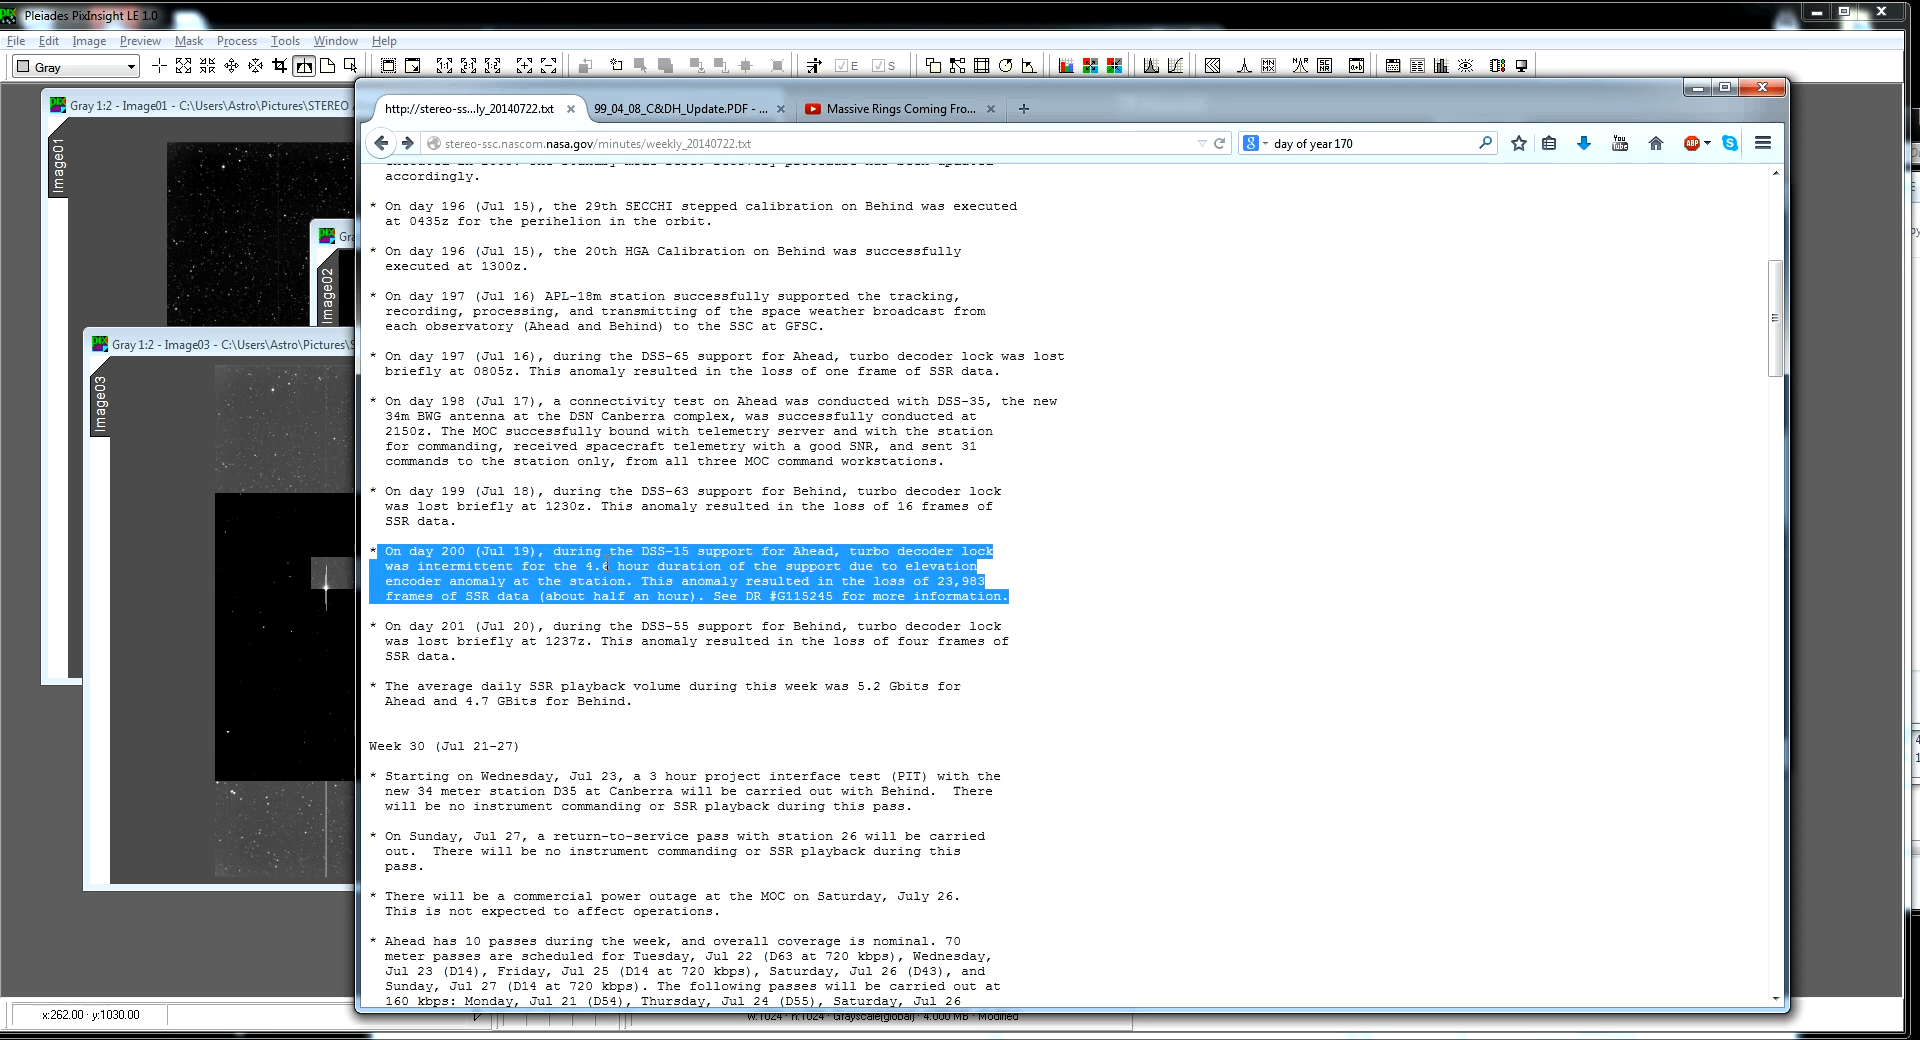 Pleiades PixInsight LE 1.0
File Edit Image Preview Mask Process Tools Window Help
Gray
E S
Gray 1:2 - Image01 - C:\Users\Astro\Pictures\STEREO
Image01
Image02
Gray 1:2 - Image03 - C:\Users\Astro\Pictures\
Image03
http://stereo-ss...ly_20140722.txt
99_04_08_C&DH_Update.PDF - ...
Massive Rings Coming Fro...
stereo-ssc.nascom.nasa.gov/minutes/weekly_20140722.txt
day of year 170
accordingly.
* On day 196 (Jul 15), the 29th SECCHI stepped calibration on Behind was executed
at 0435z for the perihelion in the orbit.
* On day 196 (Jul 15), the 20th HGA Calibration on Behind was successfully
executed at 1300z.
* On day 197 (Jul 16) APL-18m station successfully supported the tracking,
recording, processing, and transmitting of the space weather broadcast from
each observatory (Ahead and Behind) to the SSC at GFSC.
* On day 197 (Jul 16), during the DSS-65 support for Ahead, turbo decoder lock was lost
briefly at 0805z. This anomaly resulted in the loss of one frame of SSR data.
* On day 198 (Jul 17), a connectivity test on Ahead was conducted with DSS-35, the new
34m BWG antenna at the DSN Canberra complex, was successfully conducted at
2150z. The MOC successfully bound with telemetry server and with the station
for commanding, received spacecraft telemetry with a good SNR, and sent 31
commands to the station only, from all three MOC command workstations.
* On day 199 (Jul 18), during the DSS-63 support for Behind, turbo decoder lock
was lost briefly at 1230z. This anomaly resulted in the loss of 16 frames of
SSR data.
* On day 200 (Jul 19), during the DSS-15 support for Ahead, turbo decoder lock
was intermittent for the 4.6 hour duration of the support due to elevation
encoder anomaly at the station. This anomaly resulted in the loss of 23,983
frames of SSR data (about half an hour). See DR #G115245 for more information.
* On day 201 (Jul 20), during the DSS-55 support for Behind, turbo decoder lock
was lost briefly at 1237z. This anomaly resulted in the loss of four frames of
SSR data.
* The average daily SSR playback volume during this week was 5.2 Gbits for
Ahead and 4.7 GBits for Behind.
Week 30 (Jul 21-27)
* Starting on Wednesday, Jul 23, a 3 hour project interface test (PIT) with the
new 34 meter station D35 at Canberra will be carried out with Behind. There
will be no instrument commanding or SSR playback during this pass.
* On Sunday, Jul 27, a return-to-service pass with station 26 will be carried
out. There will be no instrument commanding or SSR playback during this
pass.
* There will be a commercial power outage at the MOC on Saturday, July 26.
This is not expected to affect operations.
* Ahead has 10 passes during the week, and overall coverage is nominal. 70
meter passes are scheduled for Tuesday, Jul 22 (D63 at 720 kbps), Wednesday,
Jul 23 (D14), Friday, Jul 25 (D14 at 720 kbps), Saturday, Jul 26 (D43), and
Sunday, Jul 27 (D14 at 720 kbps). The following passes will be carried out at
160 kbps: Monday, Jul 21 (D54), Thursday, Jul 24 (D55), Saturday, Jul 26
x:262.00 · y:1030.00
w:1024 · h:1024 · Grayscale(global) · 4.000 MB · Modified